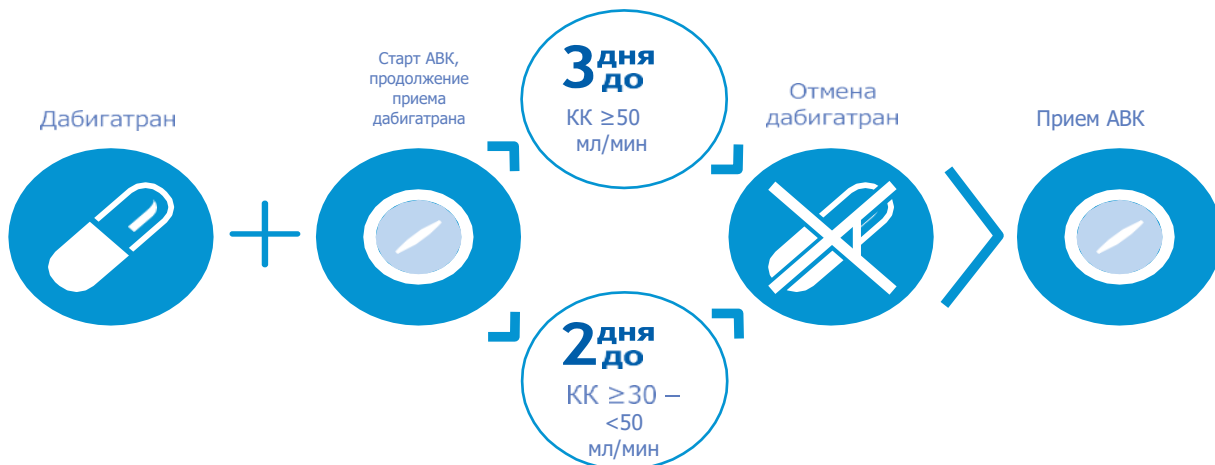 Дабигатран
Старт АВК,
продолжение
приема
дабигатрана
3 дня
до
КК ≥50
мл/мин
2 дня
до
КК ≥30 –
<50
мл/мин
Отмена
дабигатран
Прием АВК